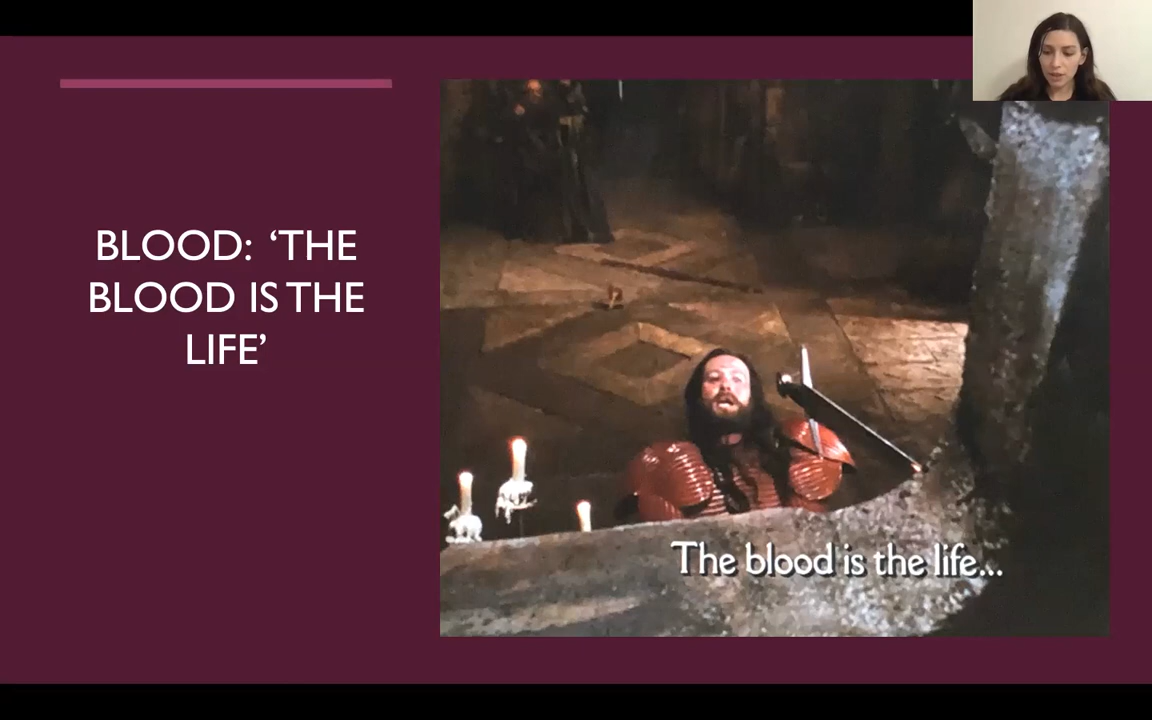 BLOOD: ‘THE
BLOOD IS THE
LIFE’
The blood is the life...